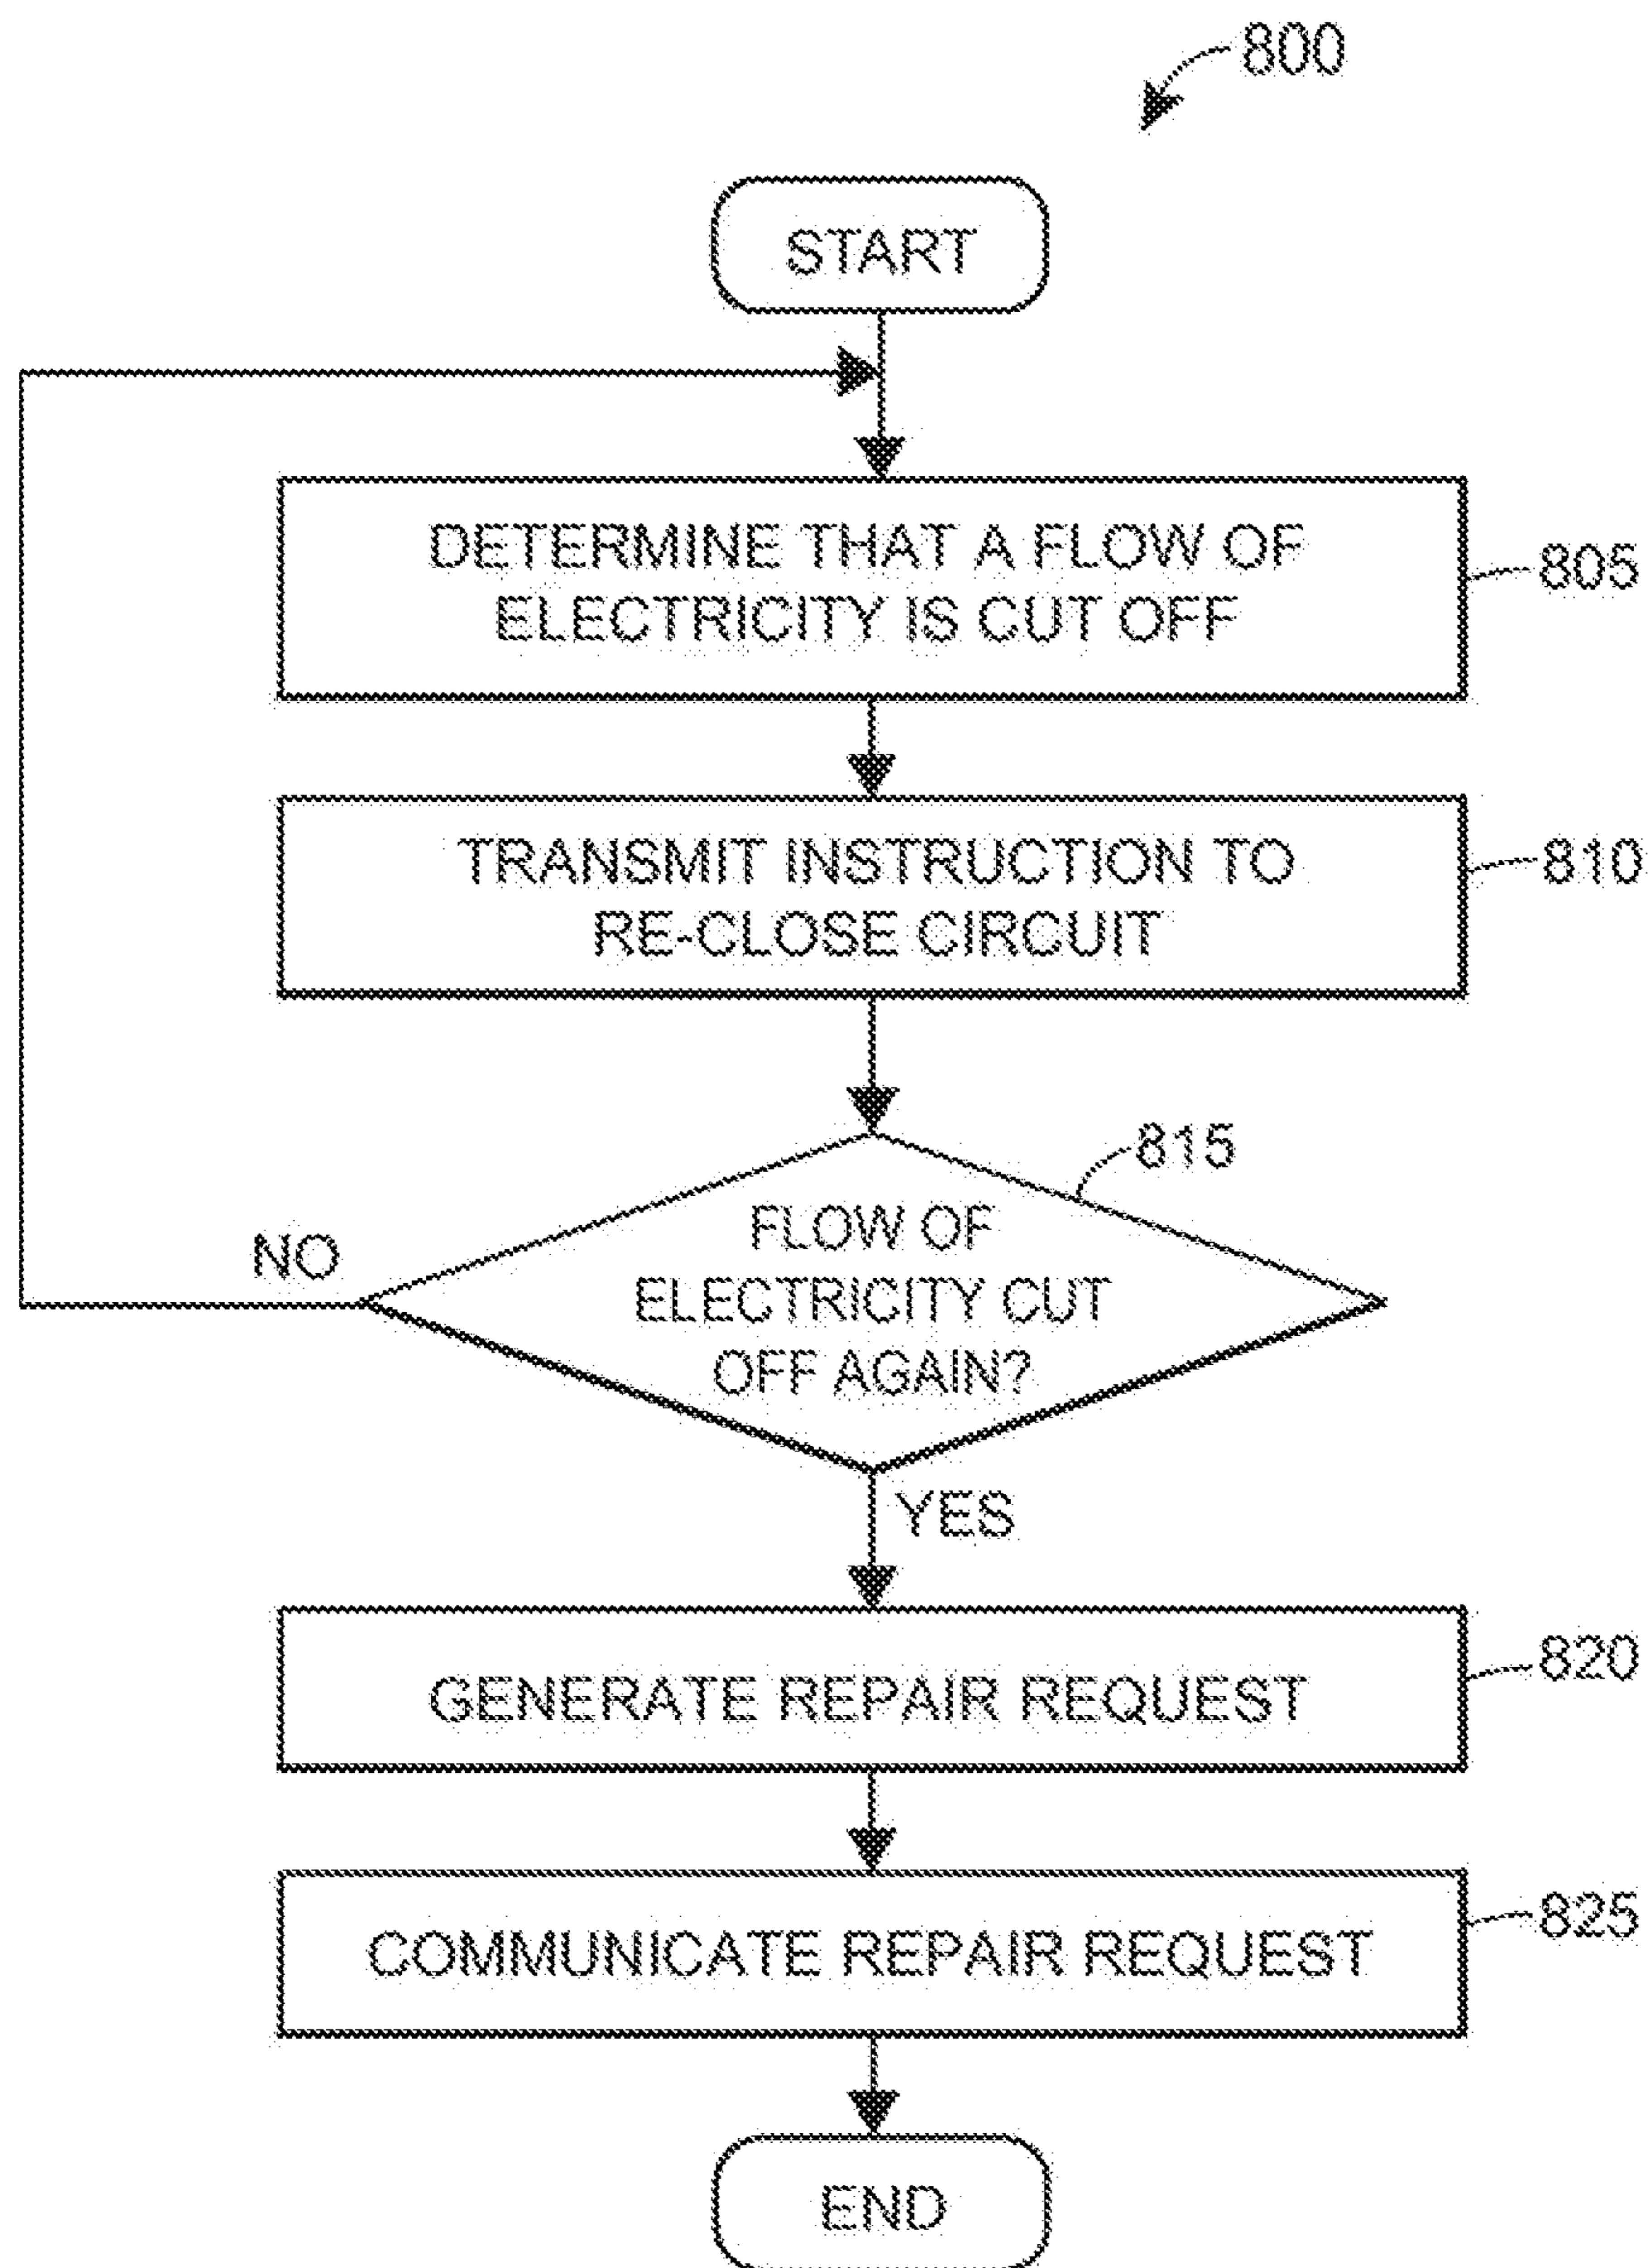 800
START
DETERMINE THAT A FLOW OF
ELECTRICITY IS CUT OFF
805
TRANSMIT INSTRUCTION TO
RE-CLOSE CIRCUIT
810
815
FLOW OF
ELECTRICITY CUT
OFF AGAIN?
NO
YES
GENERATE REPAIR REQUEST
820
COMMUNICATE REPAIR REQUEST
825
END